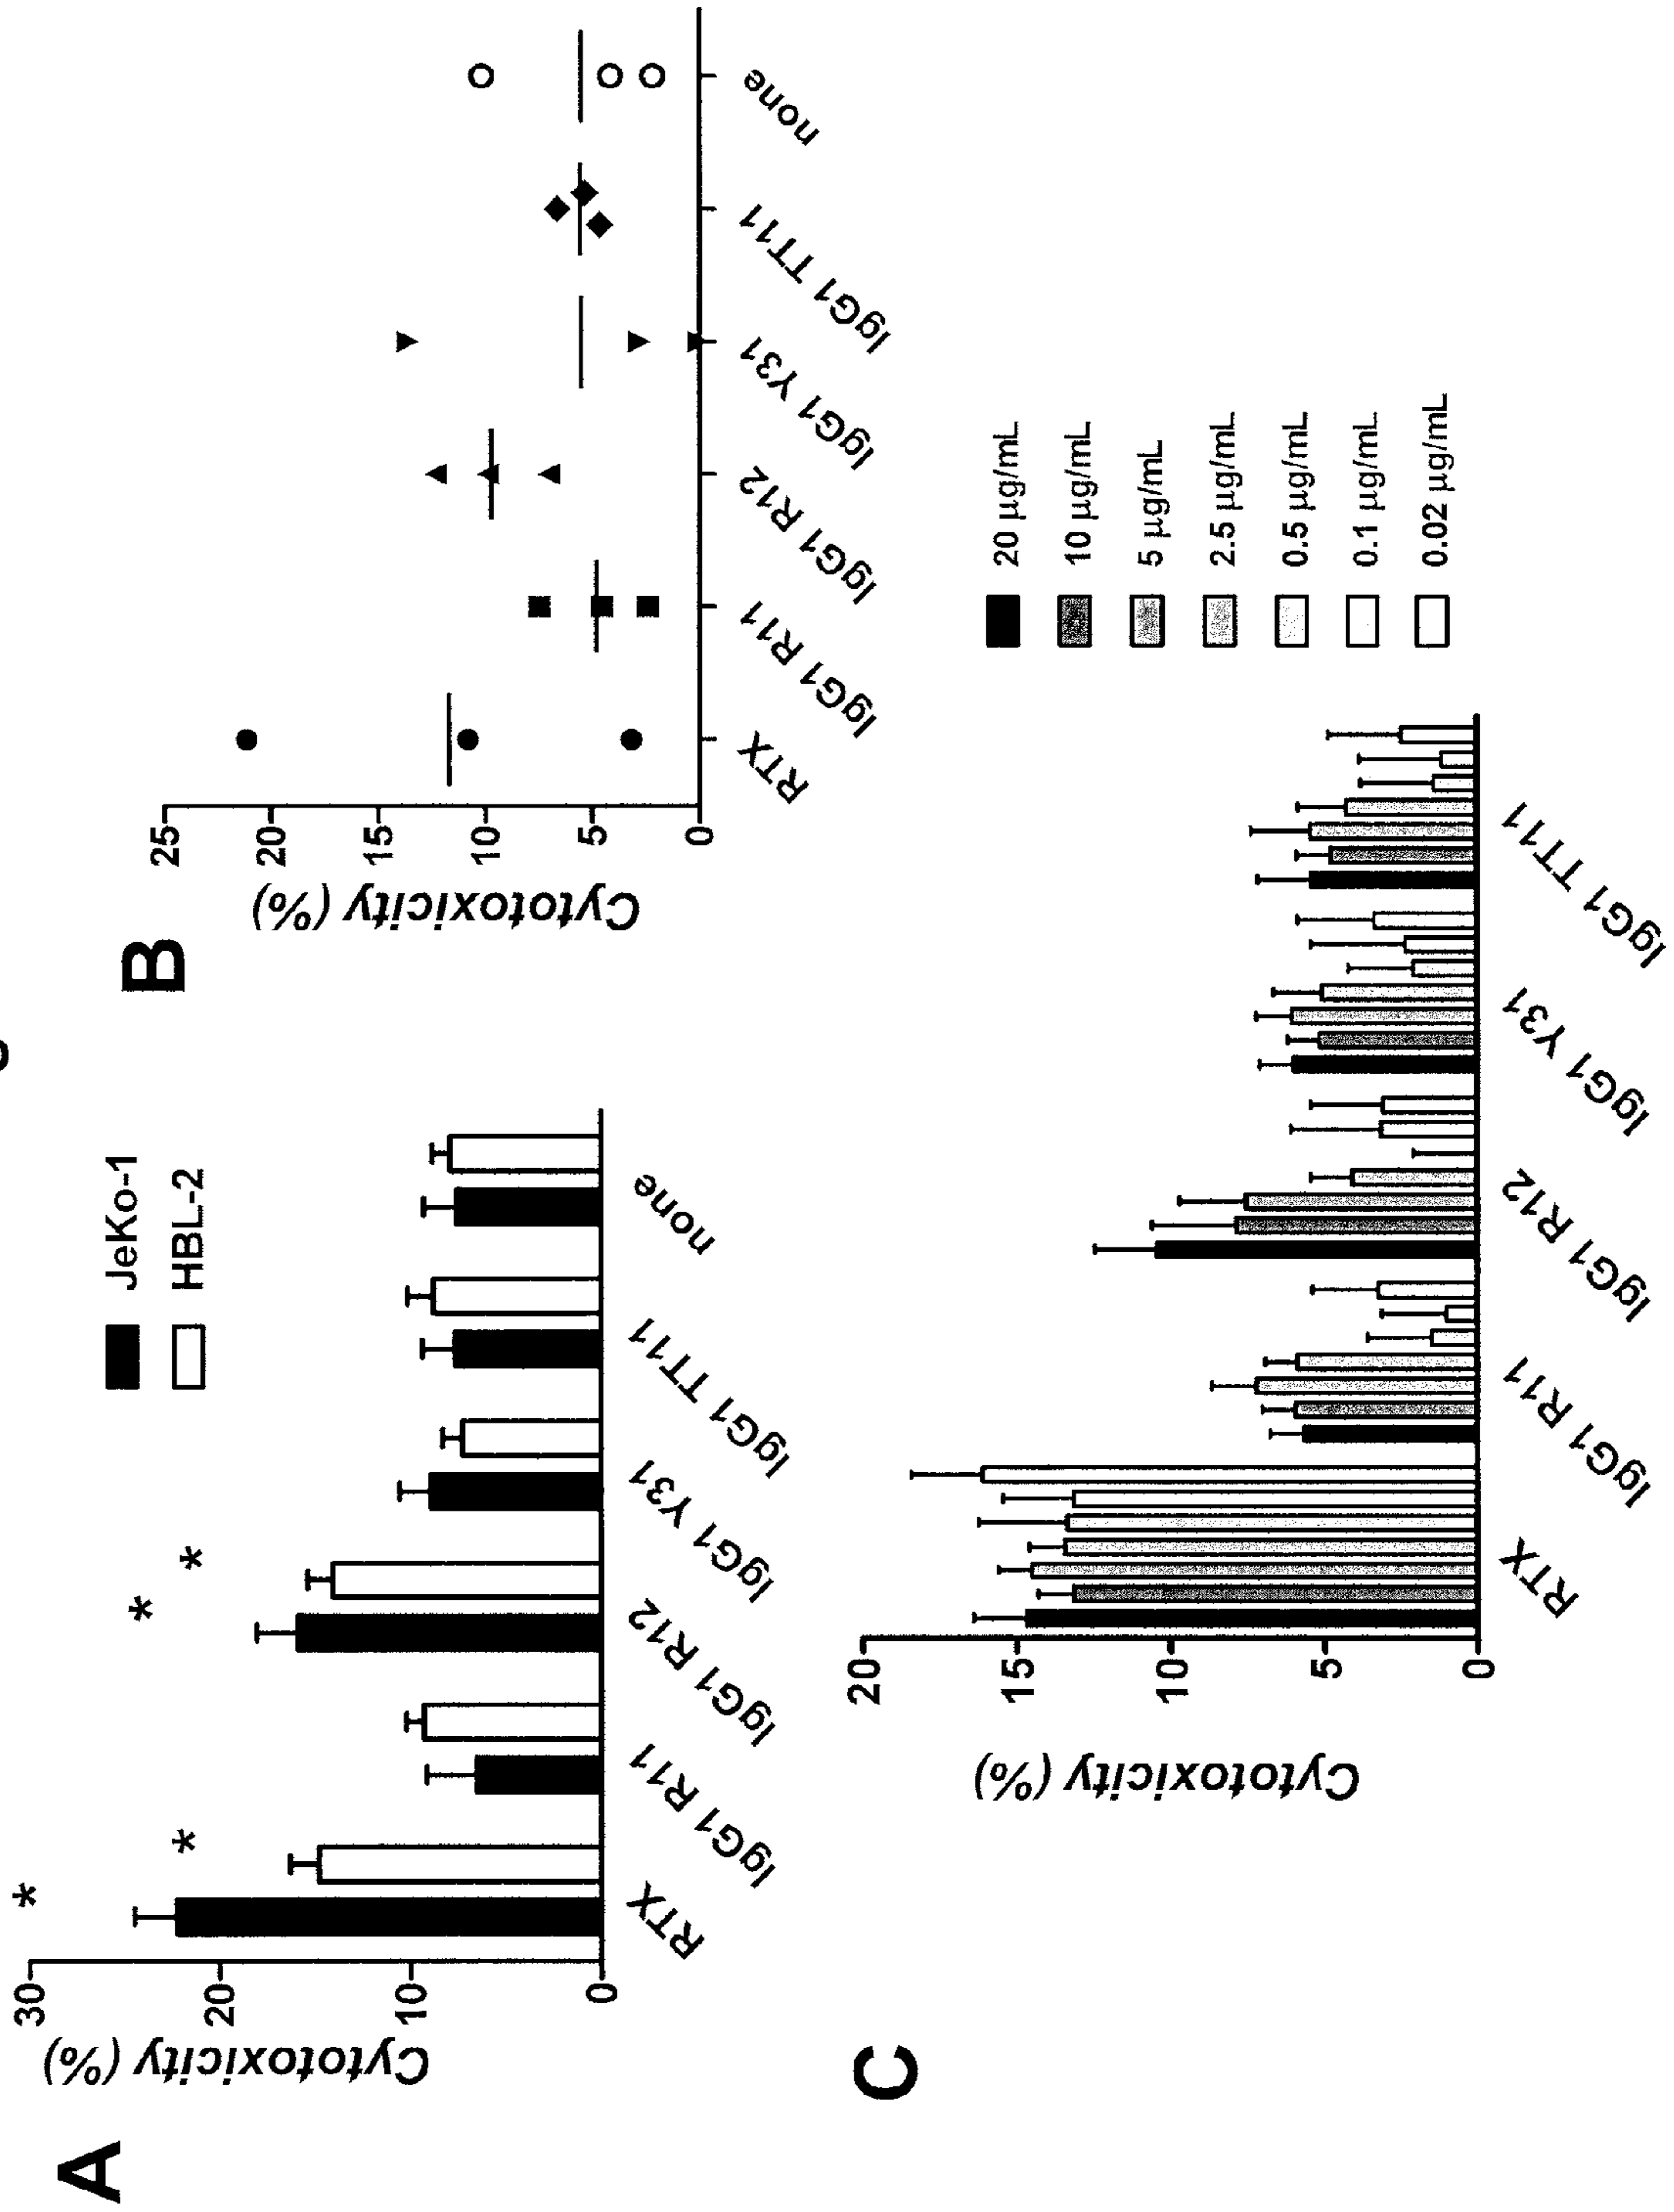 A
Cytotoxicity (%)
30
20
10
0
JeKo-1
HBL-2
*
*
*
*
RTX
IgG1 R11
IgG1 R12
IgG1 Y31
IgG1 TT11
none
B
Cytotoxicity (%)
25
20
15
10
5
0
RTX
IgG1 R11
IgG1 R12
IgG1 Y31
IgG1 TT11
none
C
Cytotoxicity (%)
20
15
10
5
0
RTX
IgG1 R11
IgG1 R12
IgG1 Y31
IgG1 TT11
20 µg/mL
10 µg/mL
5 µg/mL
2.5 µg/mL
0.5 µg/mL
0.1 µg/mL
0.02 µg/mL